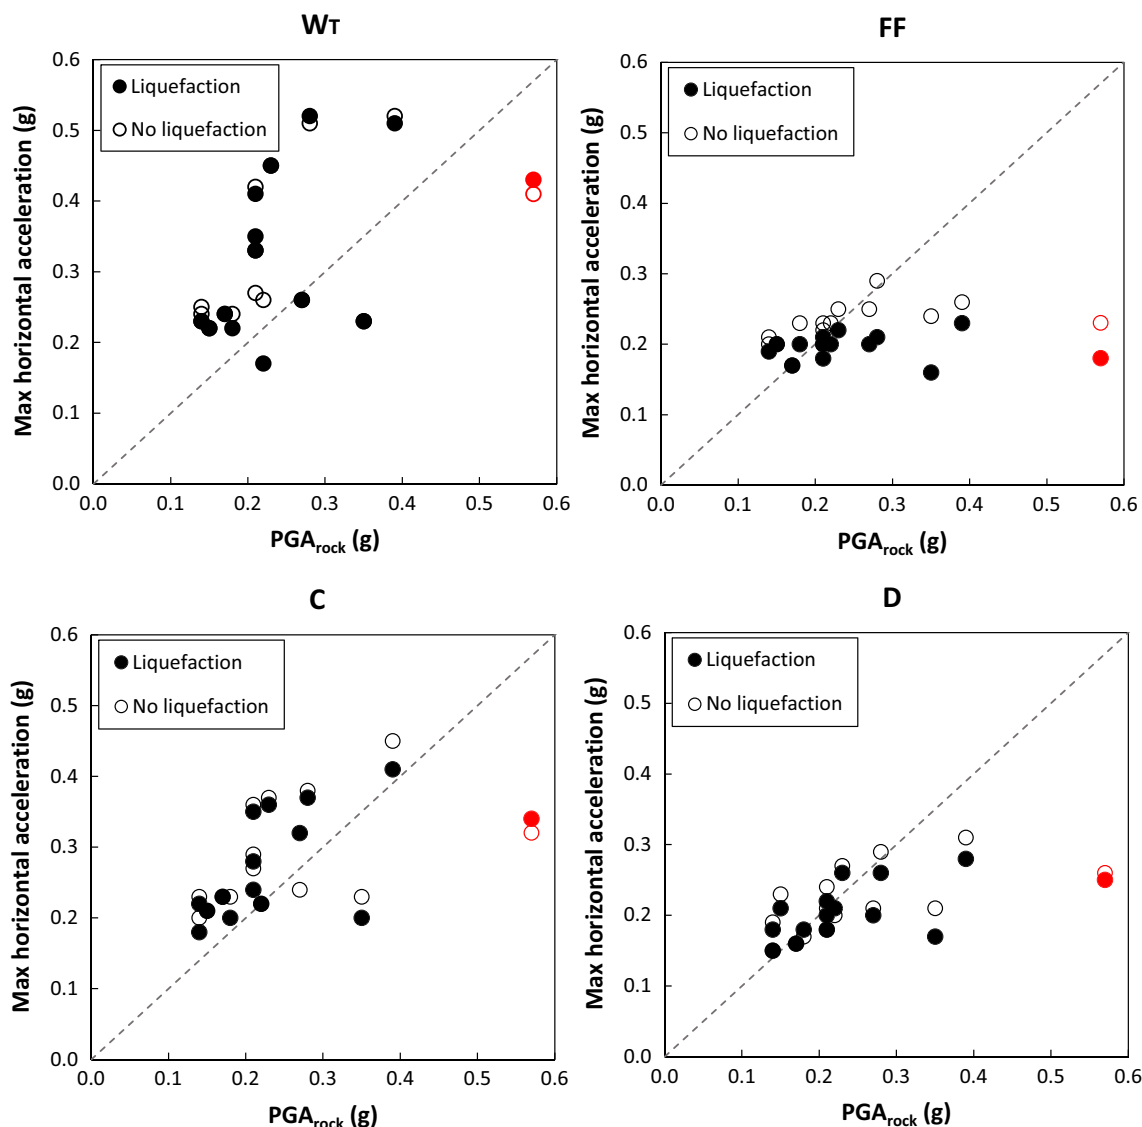 WT
Max horizontal acceleration (g)
0.6
0.5
0.4
0.3
0.2
0.1
0.0
Liquefaction
No liquefaction
0.0 0.1 0.2 0.3 0.4 0.5 0.6
PGArock (g)
FF
Max horizontal acceleration (g)
0.6
0.5
0.4
0.3
0.2
0.1
0.0
Liquefaction
No liquefaction
0.0 0.1 0.2 0.3 0.4 0.5 0.6
PGArock (g)
C
Max horizontal acceleration (g)
0.6
0.5
0.4
0.3
0.2
0.1
0.0
Liquefaction
No liquefaction
0.0 0.1 0.2 0.3 0.4 0.5 0.6
PGArock (g)
D
Max horizontal acceleration (g)
0.6
0.5
0.4
0.3
0.2
0.1
0.0
Liquefaction
No liquefaction
0.0 0.1 0.2 0.3 0.4 0.5 0.6
PGArock (g)